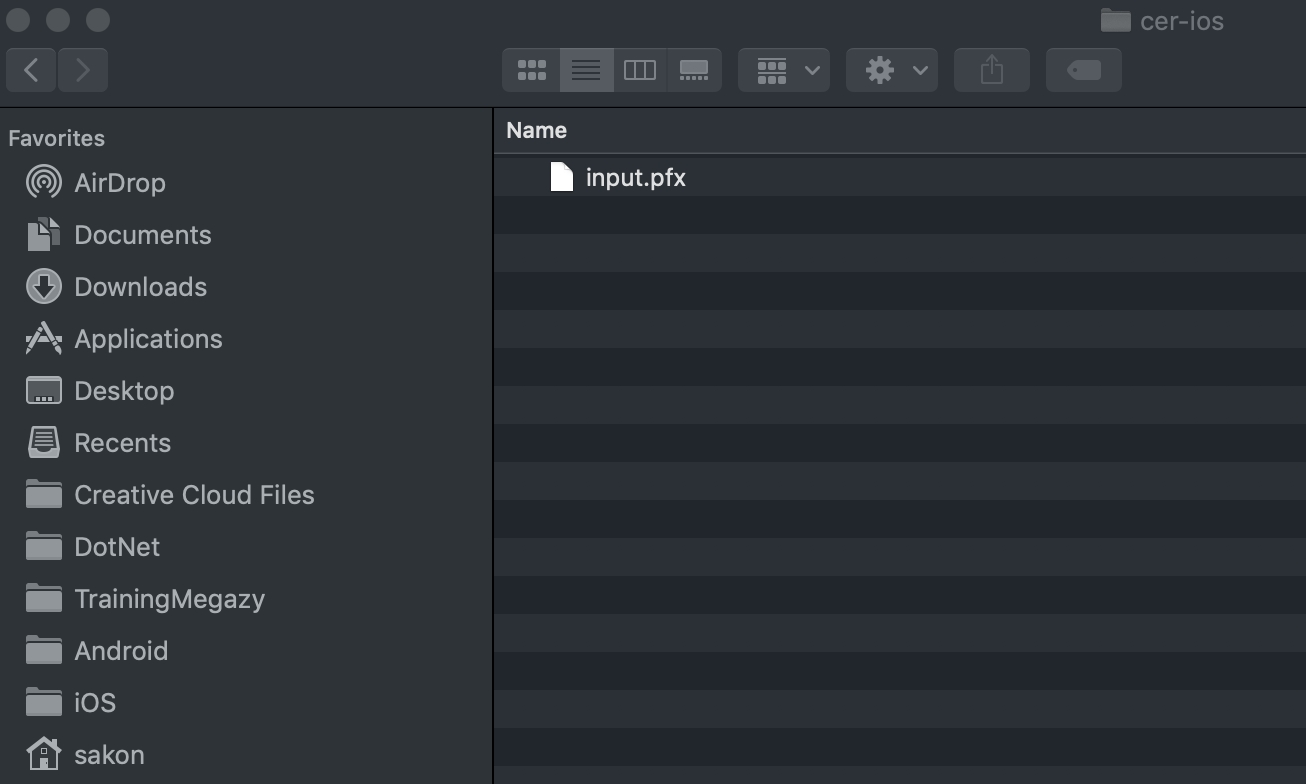 cer-ios
Favorites
AirDrop
Documents
Downloads
Applications
Desktop
Recents
Creative Cloud Files
DotNet
TrainingMegazy
Android
iOS
sakon
Name
input.pfx